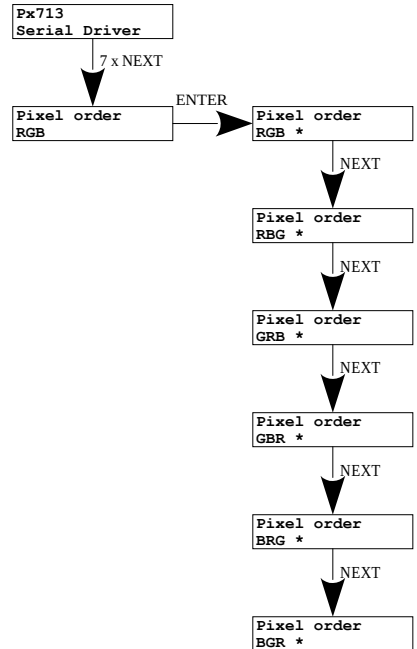 Px713
Serial Driver
7 x NEXT
Pixel order
RGB
ENTER
Pixel order
RGB *
NEXT
Pixel order
RBG *
NEXT
Pixel order
GRB *
NEXT
Pixel order
GBR *
NEXT
Pixel order
BRG *
NEXT
Pixel order
BGR *